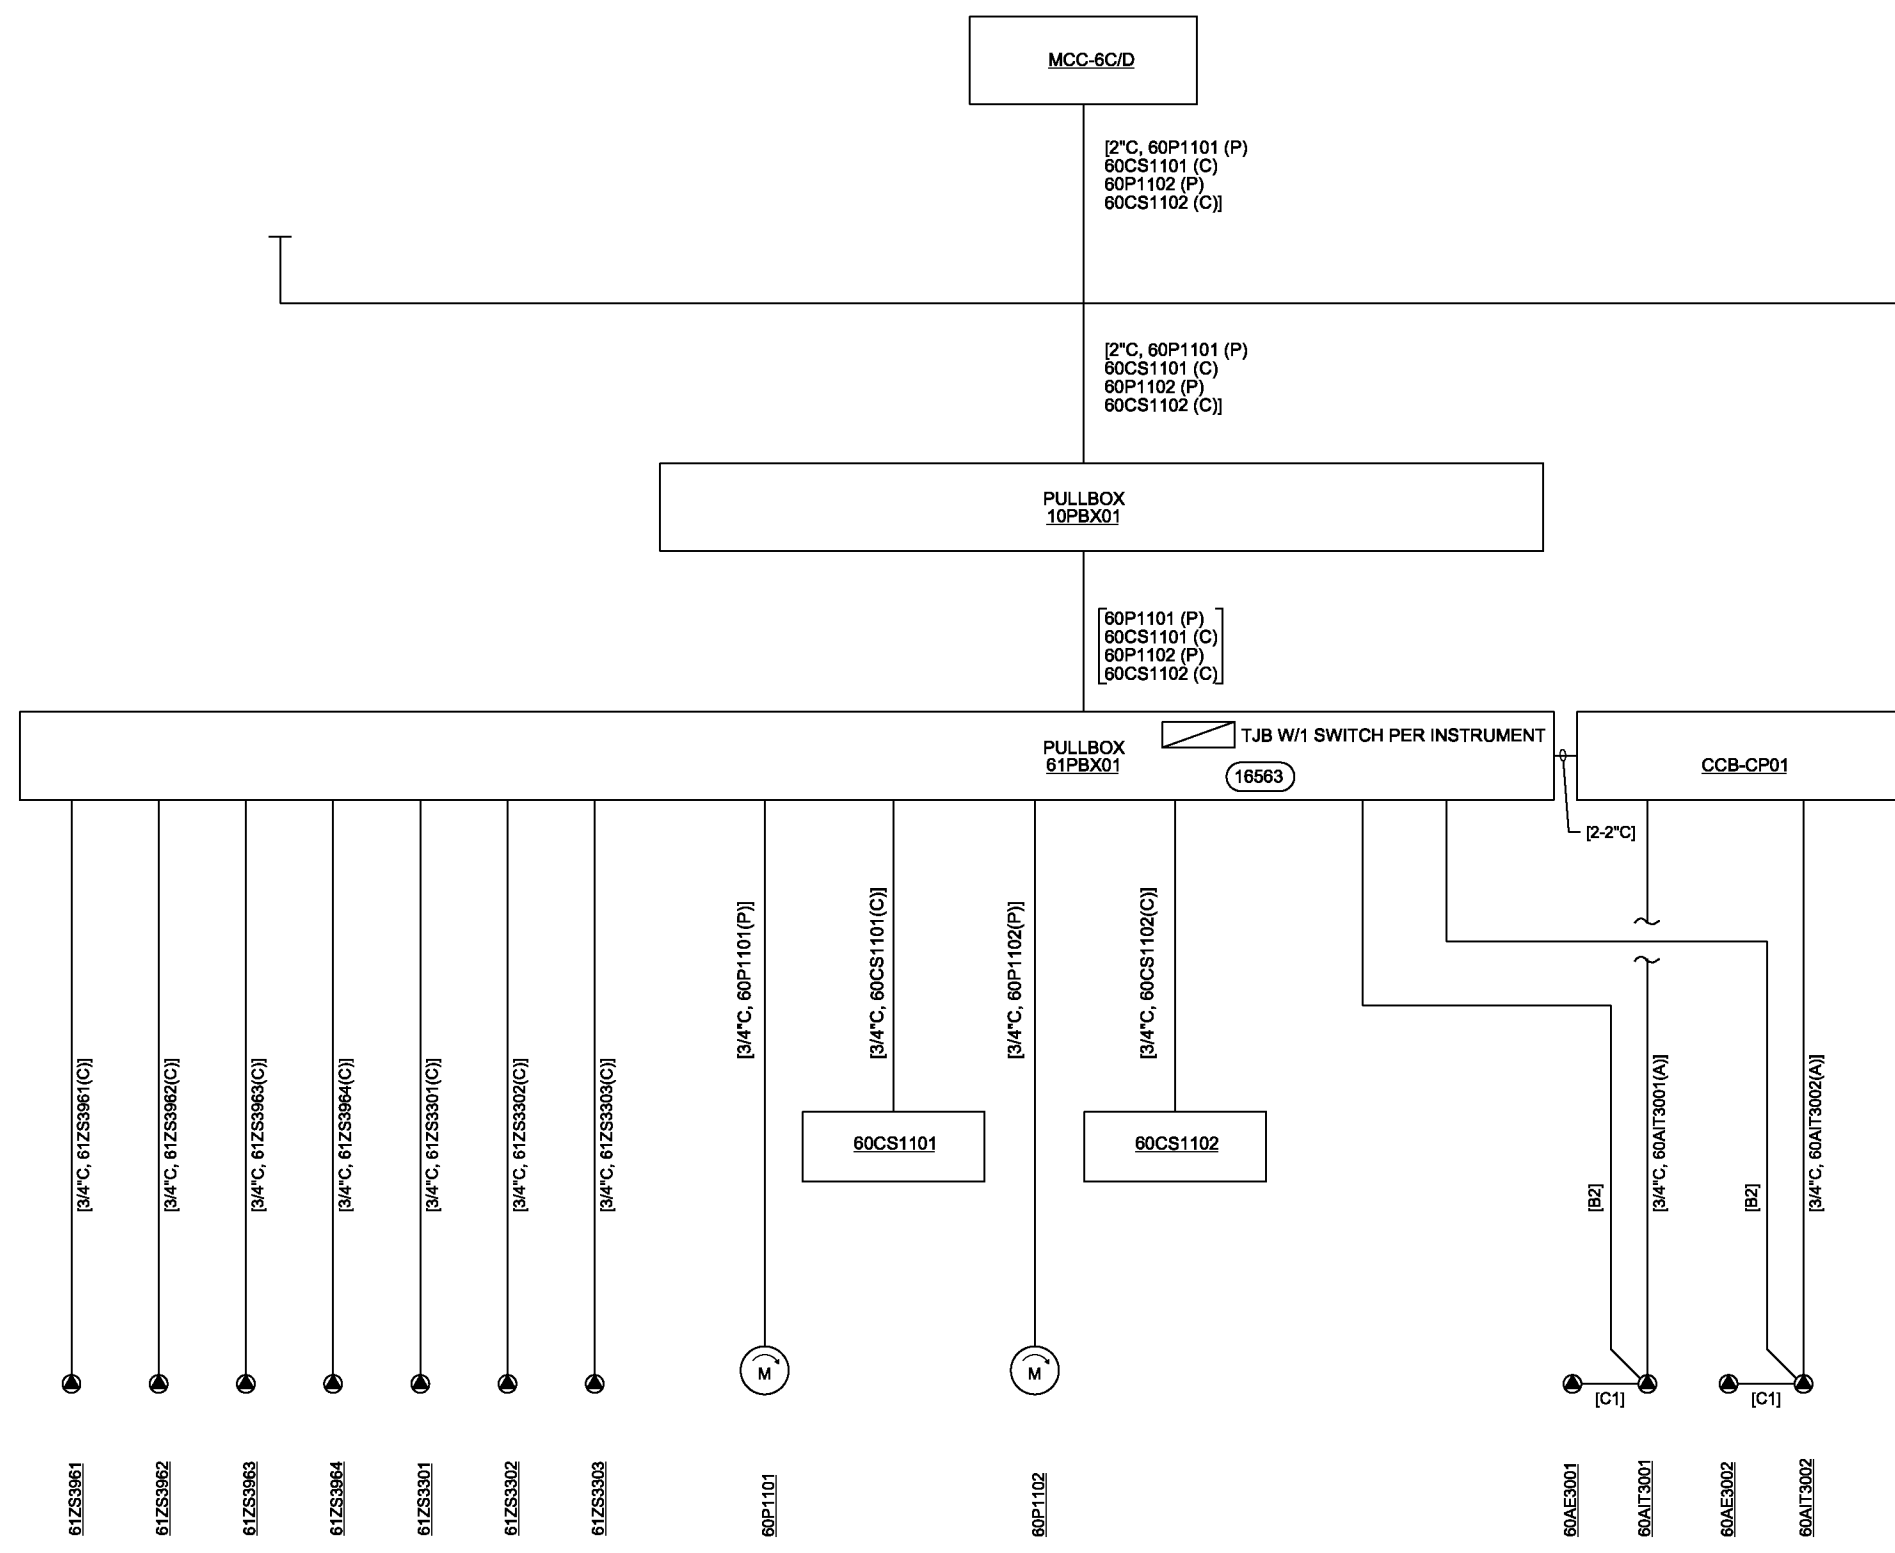 MCC-6C/D
[2"C, 60P1101 (P)
60CS1101 (C)
60P1102 (P)
60CS1102 (C)]
[2"C, 60P1101 (P)
60CS1101 (C)
60P1102 (P)
60CS1102 (C)]
PULLBOX
10PBX01
60P1101 (P)
60CS1101 (C)
60P1102 (P)
60CS1102 (C)
TJB W/1 SWITCH PER INSTRUMENT
PULLBOX
61PBX01
16563
CCB-CP01
[2-2"C]
[3/4"C, 61ZS3961(C)]
[3/4"C, 61ZS3962(C)]
[3/4"C, 61ZS3963(C)]
[3/4"C, 61ZS3964(C)]
[3/4"C, 61ZS3301(C)]
[3/4"C, 61ZS3302(C)]
[3/4"C, 61ZS3303(C)]
[3/4"C, 60P1101(P)]
[3/4"C, 60CS1101(C)]
[3/4"C, 60P1102(P)]
[3/4"C, 60CS1102(C)]
[B2]
[3/4"C, 60AIT3001(A)]
[B2]
[3/4"C, 60AIT3002(A)]
60CS1101
60CS1102
M
M
[C1]
[C1]
61ZS3961
61ZS3962
61ZS3963
61ZS3964
61ZS3301
61ZS3302
61ZS3303
60P1101
60P1102
60AE3001
60AIT3001
60AE3002
60AIT3002